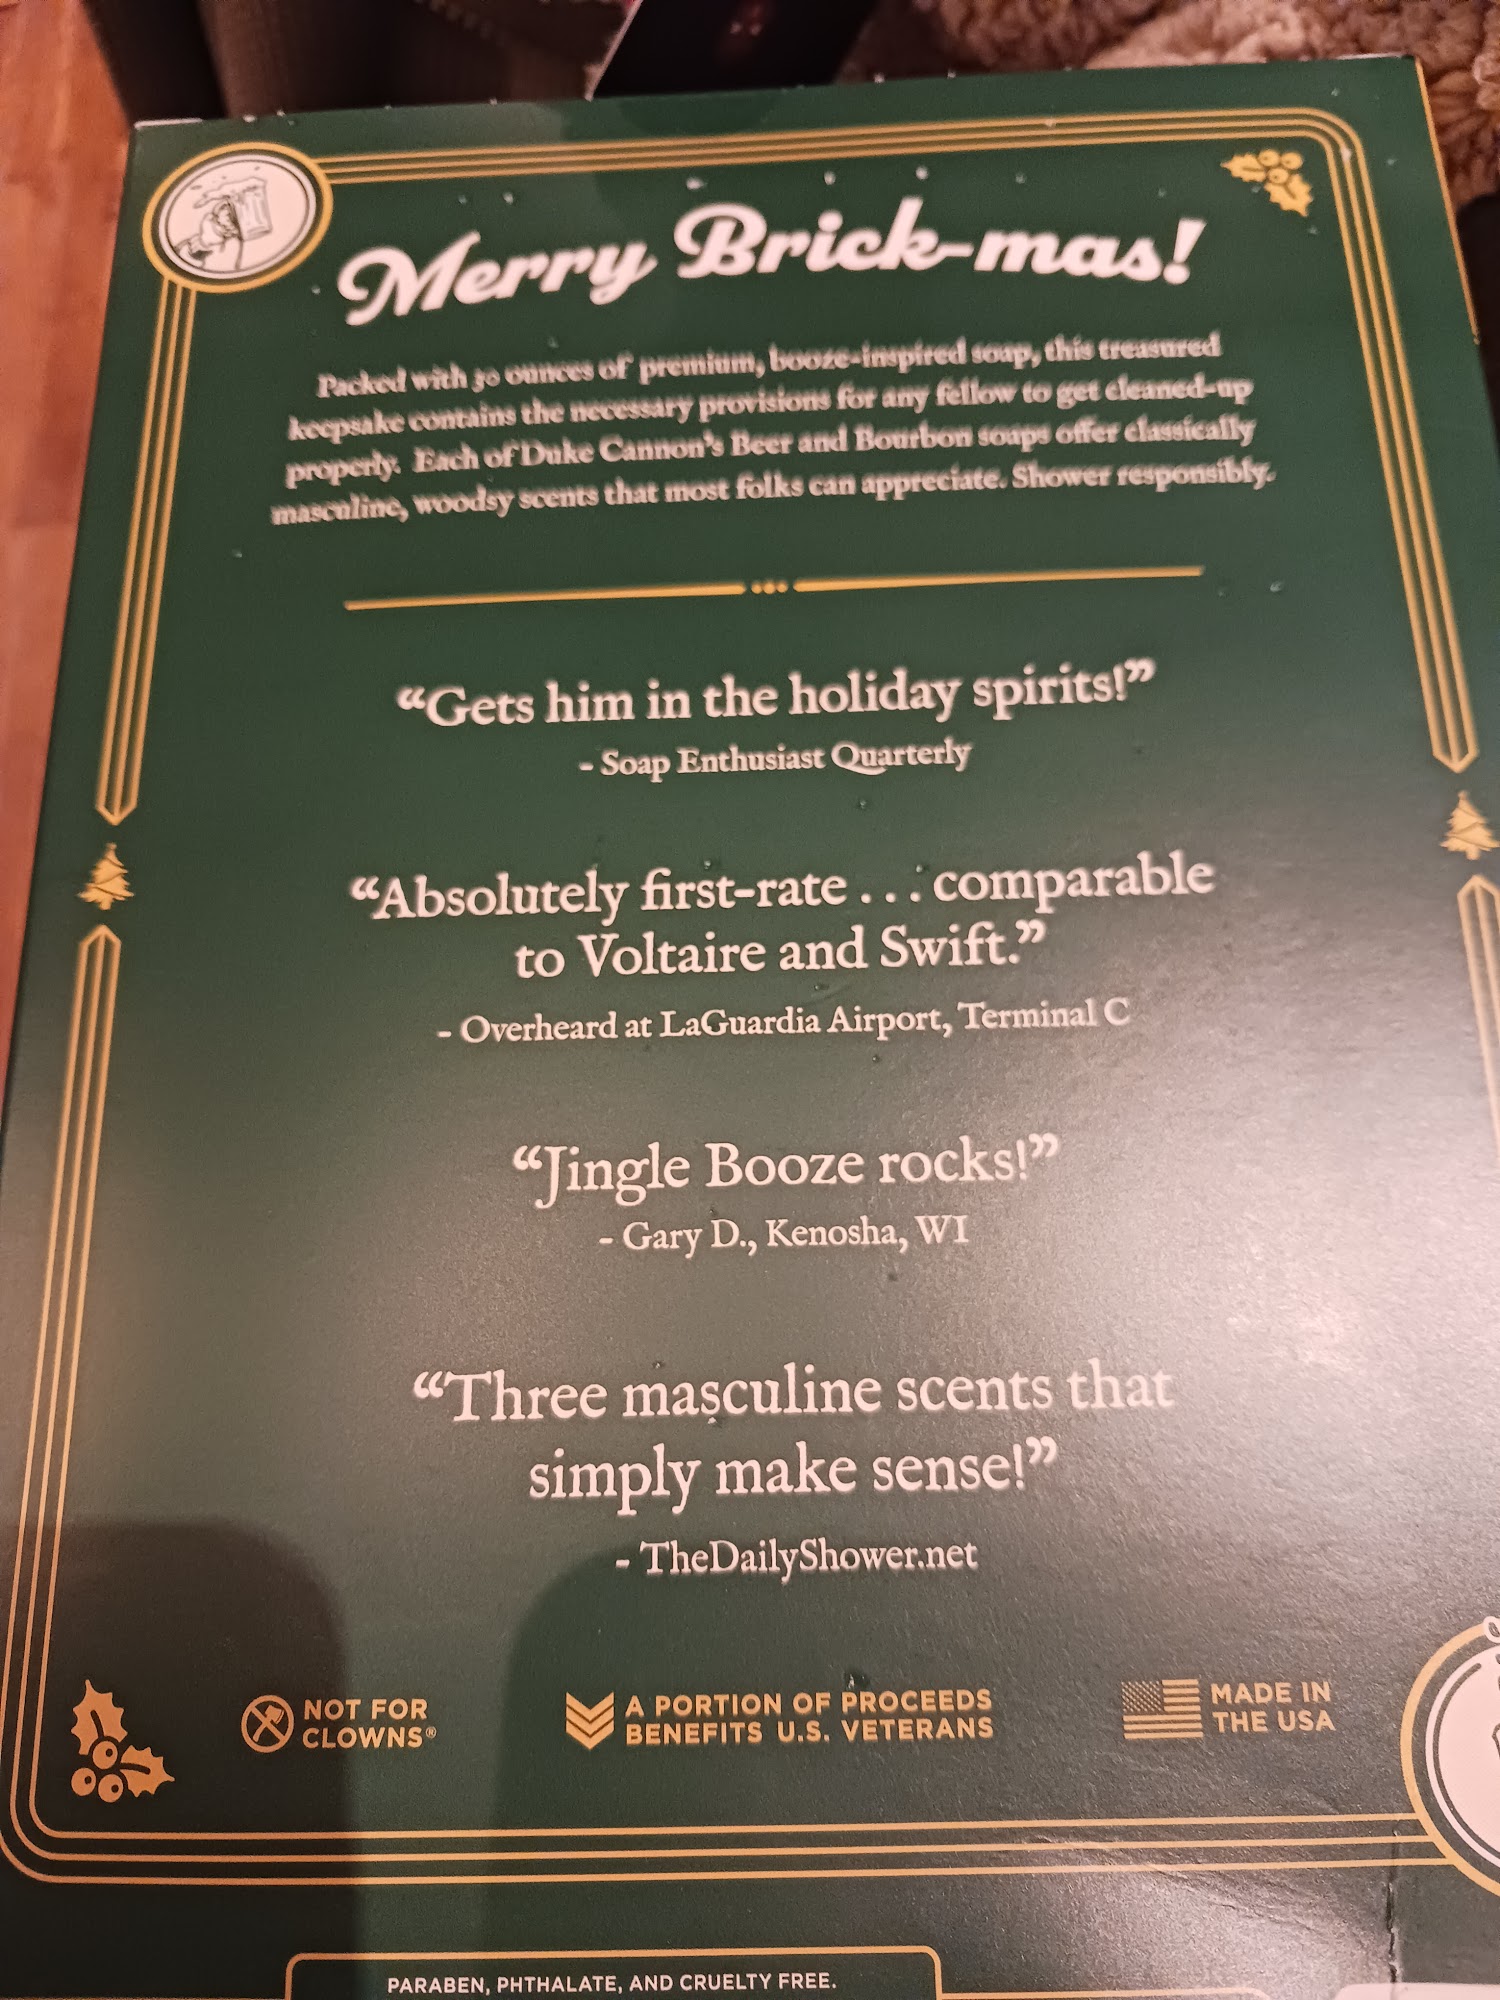 Merry Brick-mas!
Packed with 30 ounces of premium, booze-inspired soap, this treasured
keepsake contains the necessary provisions for any fellow to get cleaned-up
properly. Each of Duke Cannon's Beer and Bourbon soaps offer classically
masculine, woodsy scents that most folks can appreciate. Shower responsibly.
“Gets him in the holiday spirits!”
- Soap Enthusiast Quarterly
“Absolutely first-rate . . . comparable
to Voltaire and Swift.”
- Overheard at LaGuardia Airport, Terminal C
“Jingle Booze rocks!”
- Gary D., Kenosha, WI
“Three masculine scents that
simply make sense!”
- TheDailyShower.net
NOT FOR
CLOWNS®
A PORTION OF PROCEEDS
BENEFITS U.S. VETERANS
MADE IN
THE USA
PARABEN, PHTHALATE, AND CRUELTY FREE.